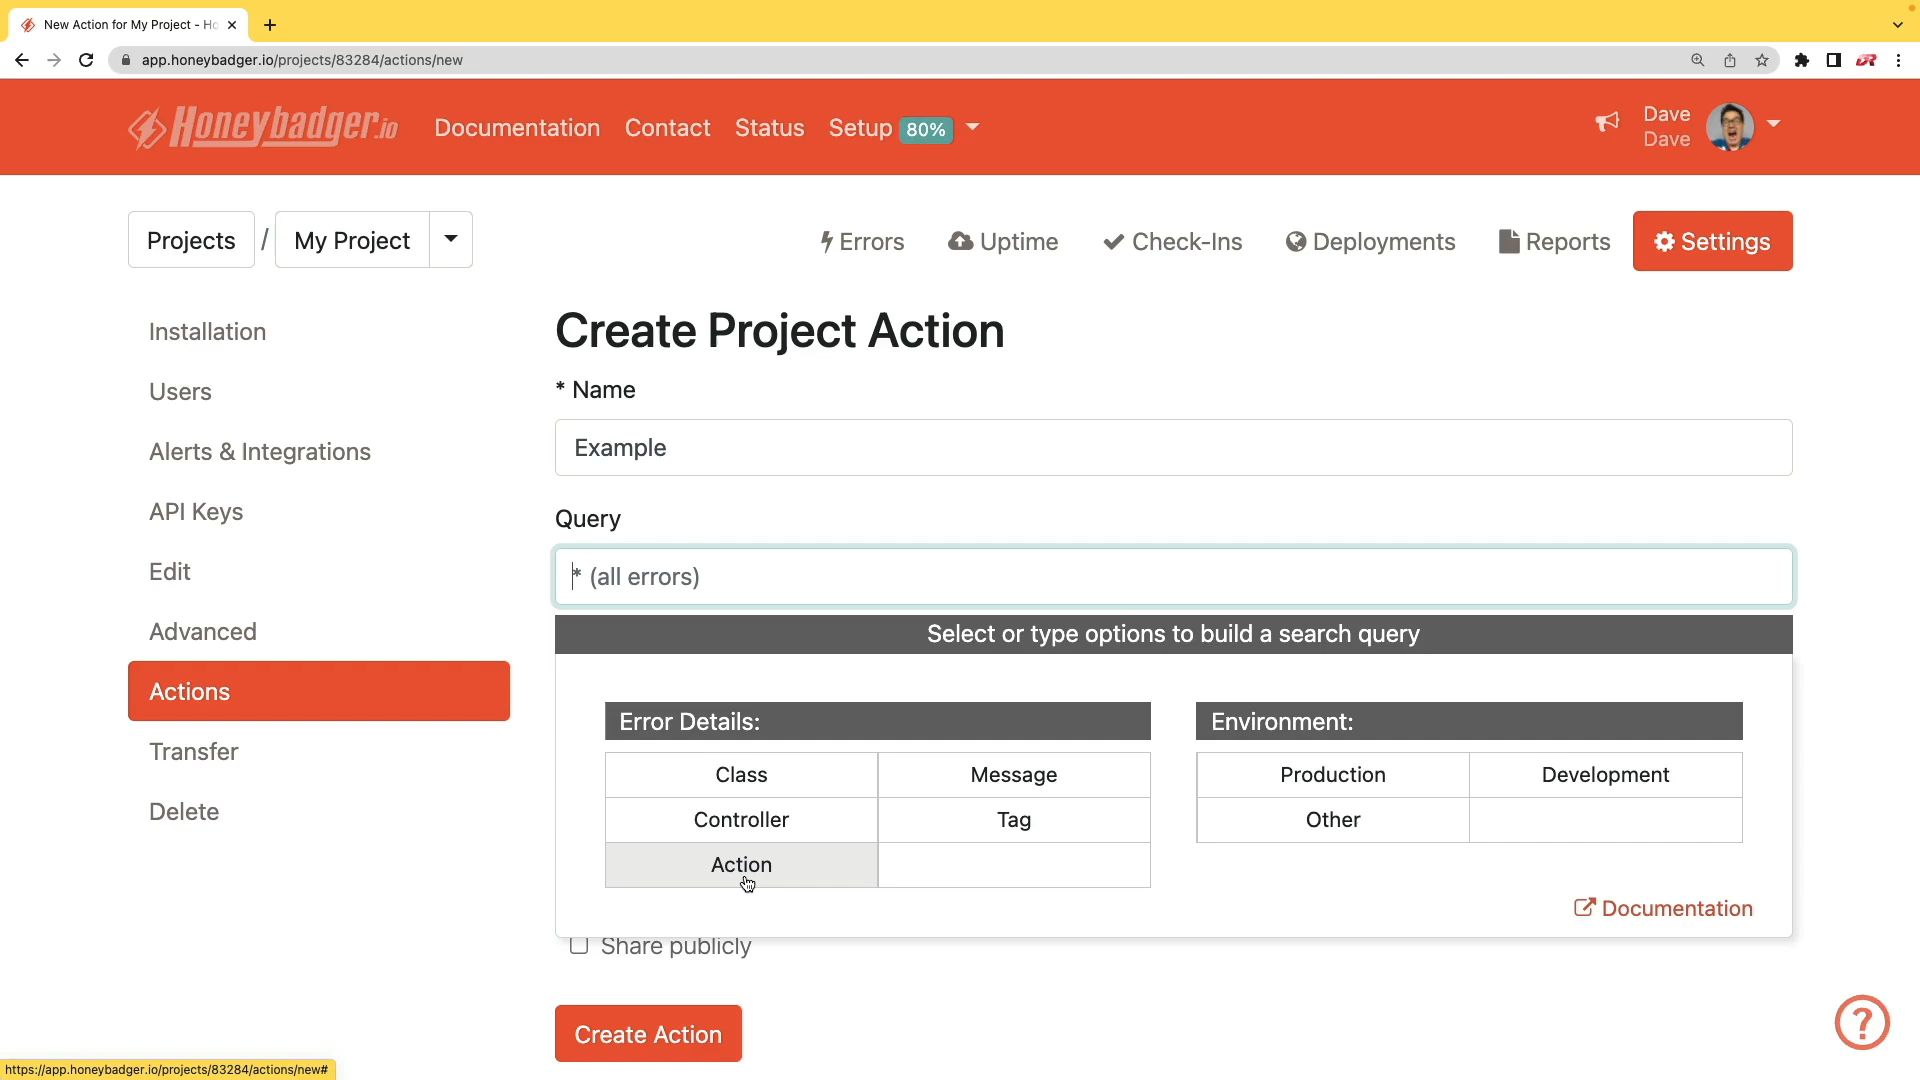 New Action for My Project - Ho
app.honeybadger.io/projects/83284/actions/new
Honeybadger.io
Documentation
Contact
Status
Setup 80%
Dave
Dave
Projects / My Project
Errors
Uptime
Check-Ins
Deployments
Reports
Settings
Installation
Users
Alerts & Integrations
API Keys
Edit
Advanced
Actions
Transfer
Delete
Create Project Action
* Name
Example
Query
* (all errors)
Select or type options to build a search query
Error Details:
Class Message
Controller Tag
Action
Environment:
Production Development
Other
Documentation
Share publicly
Create Action
?
https://app.honeybadger.io/projects/83284/actions/new#